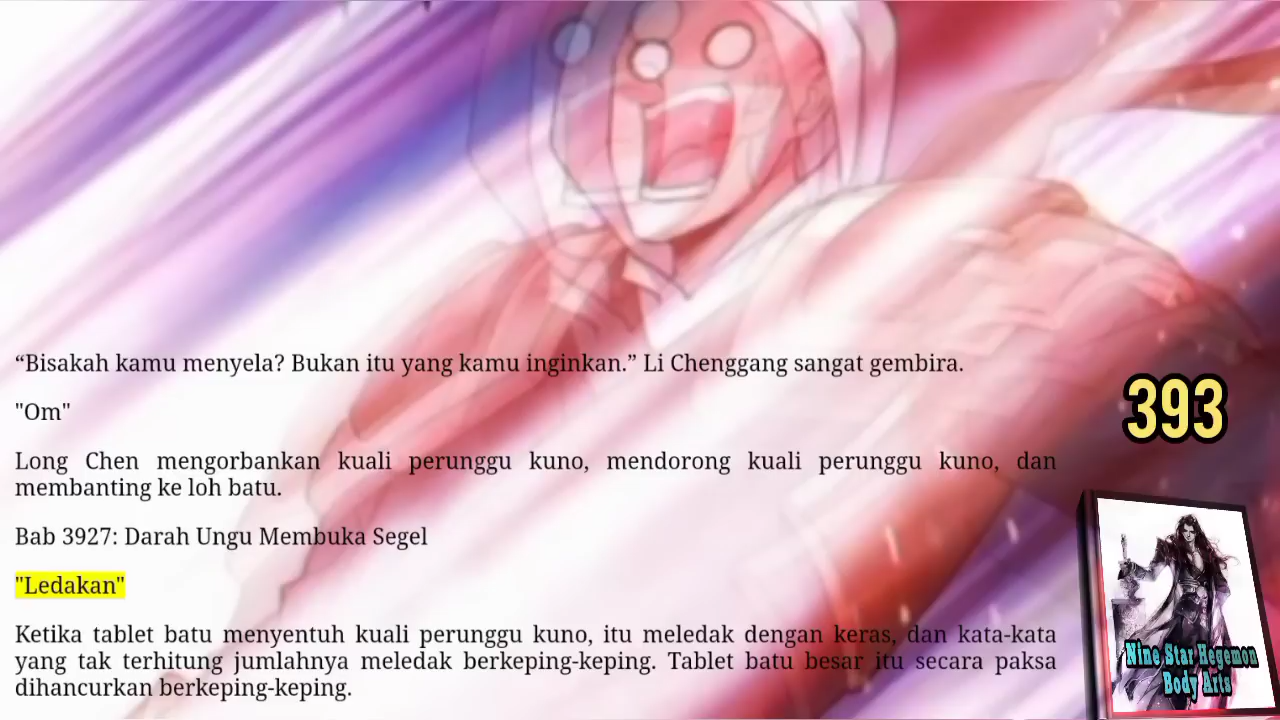 “Bisakah kamu menyela? Bukan itu yang kamu inginkan.” Li Chenggang sangat gembira.
"Om"
Long Chen mengorbankan kuali perunggu kuno, mendorong kuali perunggu kuno, dan
membanting ke loh batu.
Bab 3927: Darah Ungu Membuka Segel
"Ledakan"
Ketika tablet batu menyentuh kuali perunggu kuno, itu meledak dengan keras, dan kata-kata
yang tak terhitung jumlahnya meledak berkeping-keping. Tablet batu besar itu secara paksa
dihancurkan berkeping-keping.
393
Nine Star Hegemon
Body Arts